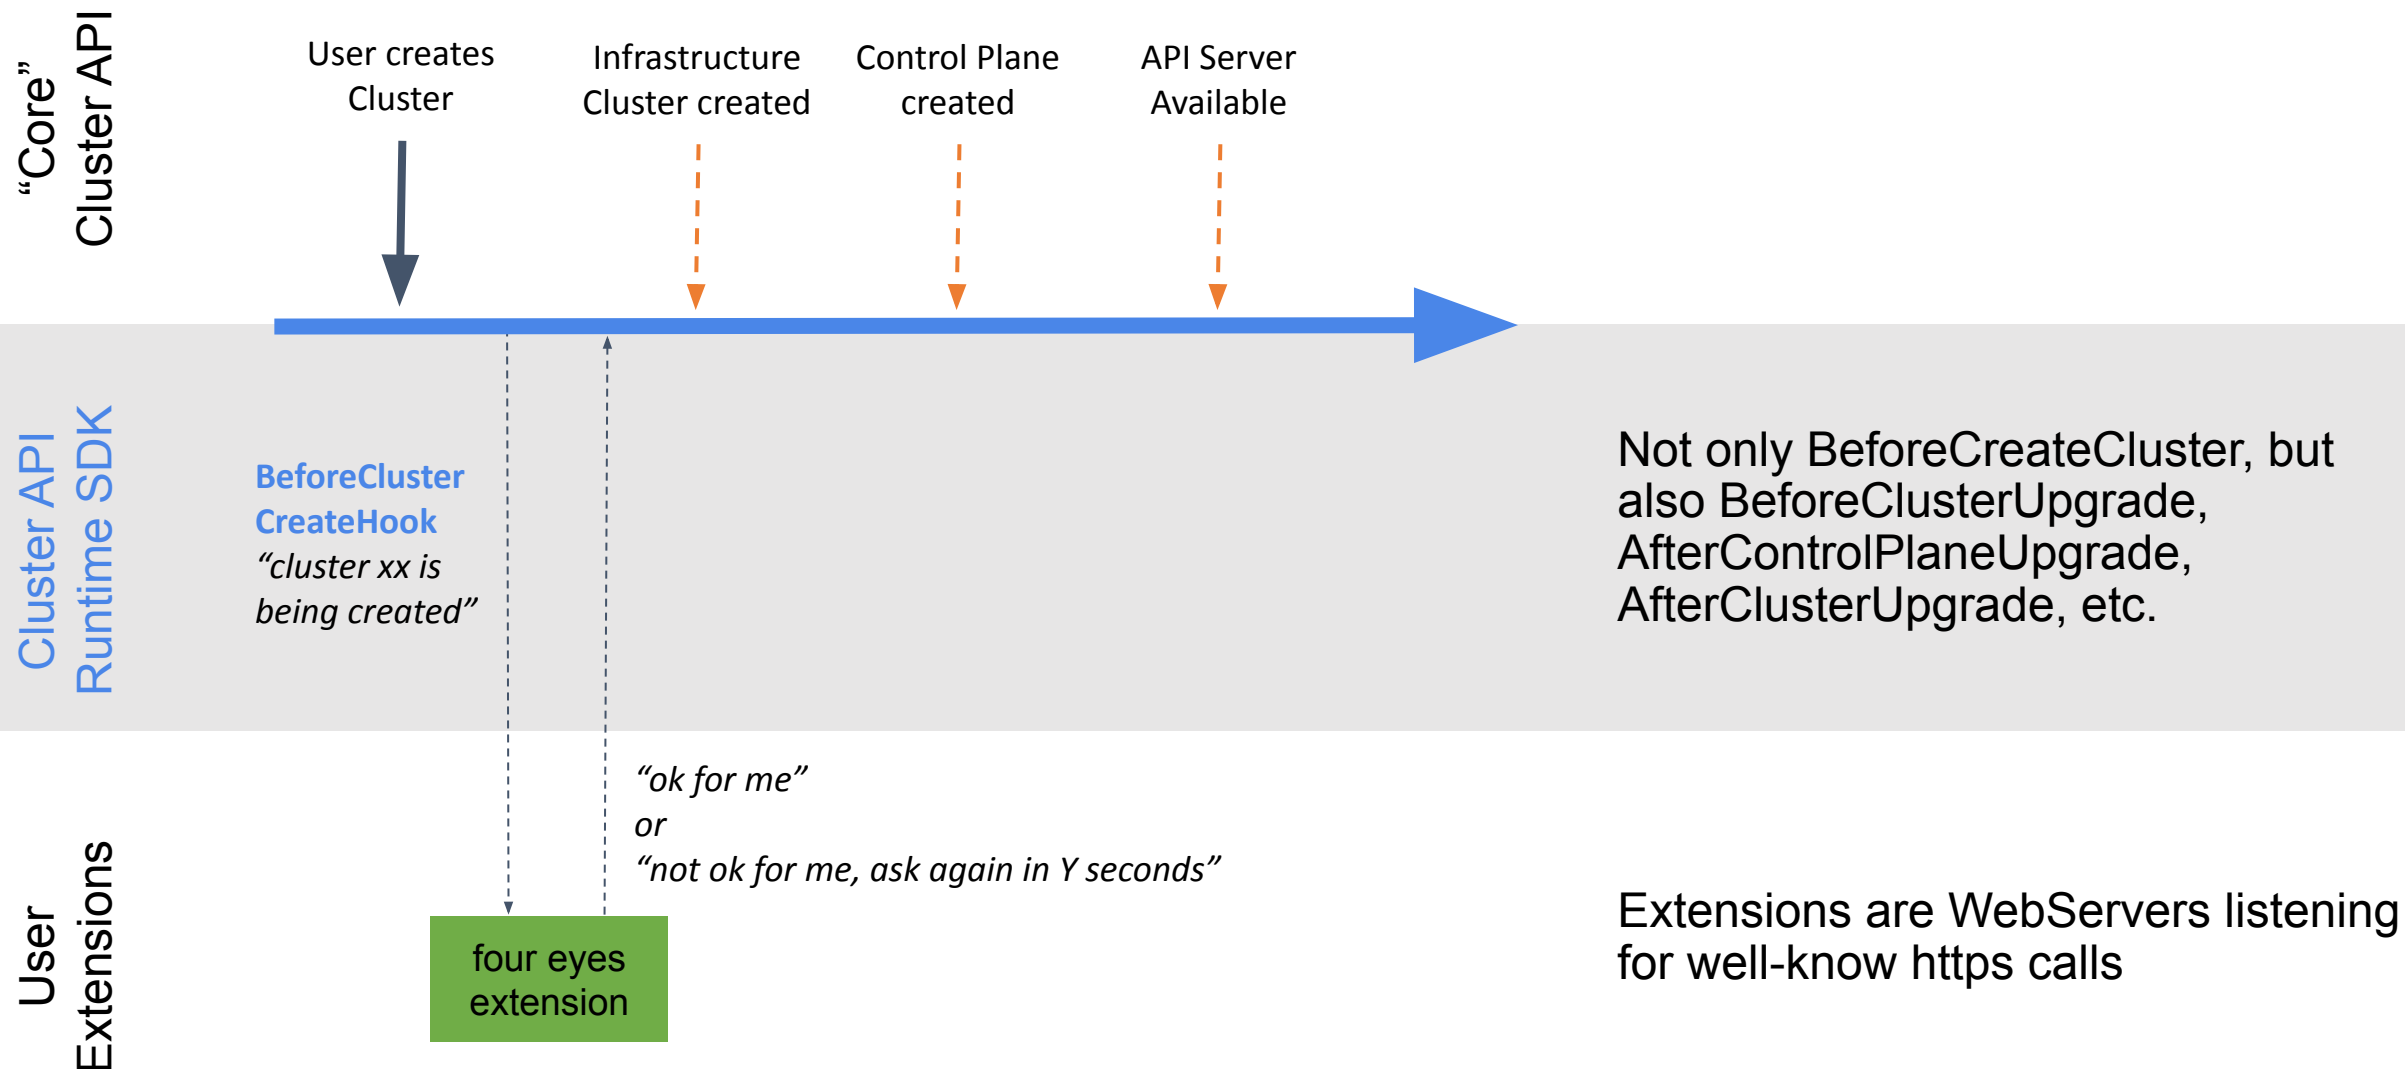 “Core”
Cluster API
User creates
Cluster
Infrastructure
Cluster created
Control Plane
created
API Server
Available
Cluster API
Runtime SDK
BeforeCluster
CreateHook
“cluster xx is
being created”
Not only BeforeCreateCluster, but
also BeforeClusterUpgrade,
AfterControlPlaneUpgrade,
AfterClusterUpgrade, etc.
User
Extensions
“ok for me”
or
“not ok for me, ask again in Y seconds”
four eyes
extension
Extensions are WebServers listening
for well-know https calls